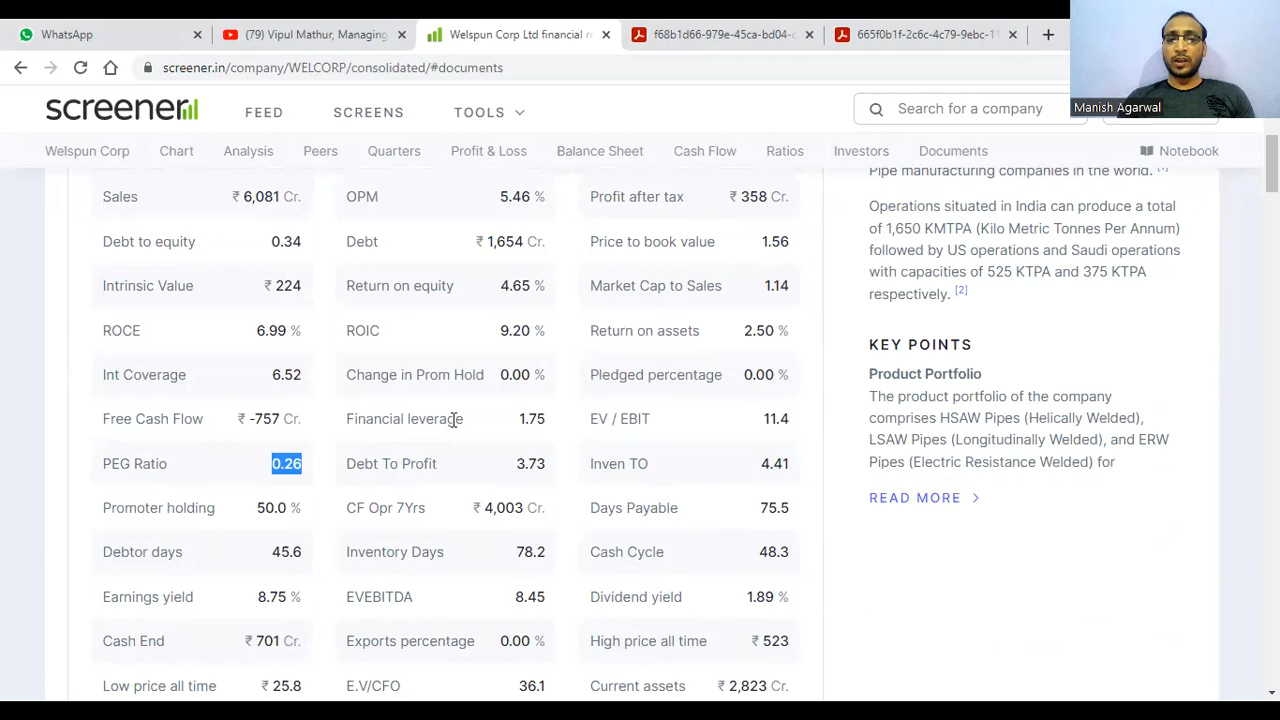 WhatsApp
(79) Vipul Mathur, Managing
Welspun Corp Ltd financial re
f68b1d66-979e-45ca-bd04-c
665f0b1f-2c6c-4c79-9ebc-1
screener.in/company/WELCORP/consolidated/#documents
Manish Agarwal
screener
FEED
SCREENS
TOOLS
Search for a company
Welspun Corp
Chart
Analysis
Peers
Quarters
Profit & Loss
Balance Sheet
Cash Flow
Ratios
Investors
Documents
Notebook
Sales ₹ 6,081 Cr.
OPM 5.46 %
Profit after tax ₹ 358 Cr.
Debt to equity 0.34
Debt ₹ 1,654 Cr.
Price to book value 1.56
Intrinsic Value ₹ 224
Return on equity 4.65 %
Market Cap to Sales 1.14
ROCE 6.99 %
ROIC 9.20 %
Return on assets 2.50 %
Int Coverage 6.52
Change in Prom Hold 0.00 %
Pledged percentage 0.00 %
Free Cash Flow ₹ -757 Cr.
Financial leverage 1.75
EV / EBIT 11.4
PEG Ratio 0.26
Debt To Profit 3.73
Inven TO 4.41
Promoter holding 50.0 %
CF Opr 7Yrs ₹ 4,003 Cr.
Days Payable 75.5
Debtor days 45.6
Inventory Days 78.2
Cash Cycle 48.3
Earnings yield 8.75 %
EVEBITDA 8.45
Dividend yield 1.89 %
Cash End ₹ 701 Cr.
Exports percentage 0.00 %
High price all time ₹ 523
Low price all time ₹ 25.8
E.V/CFO 36.1
Current assets ₹ 2,823 Cr.
Pipe manufacturing companies in the world.
Operations situated in India can produce a total
of 1,650 KMTPA (Kilo Metric Tonnes Per Annum)
followed by US operations and Saudi operations
with capacities of 525 KTPA and 375 KTPA
respectively. [2]
KEY POINTS
Product Portfolio
The product portfolio of the company
comprises HSAW Pipes (Helically Welded),
LSAW Pipes (Longitudinally Welded), and ERW
Pipes (Electric Resistance Welded) for
READ MORE